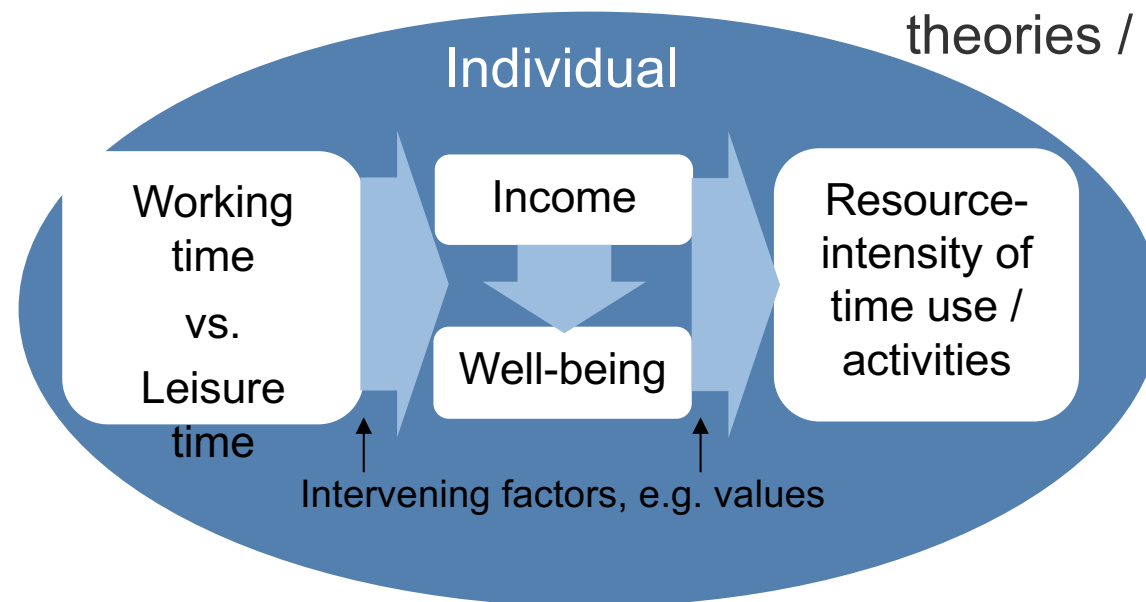 theories /
Individual
Working
time
vs.
Leisure
time
Income
Well-being
Resource-
intensity of
time use /
activities
Intervening factors, e.g. values